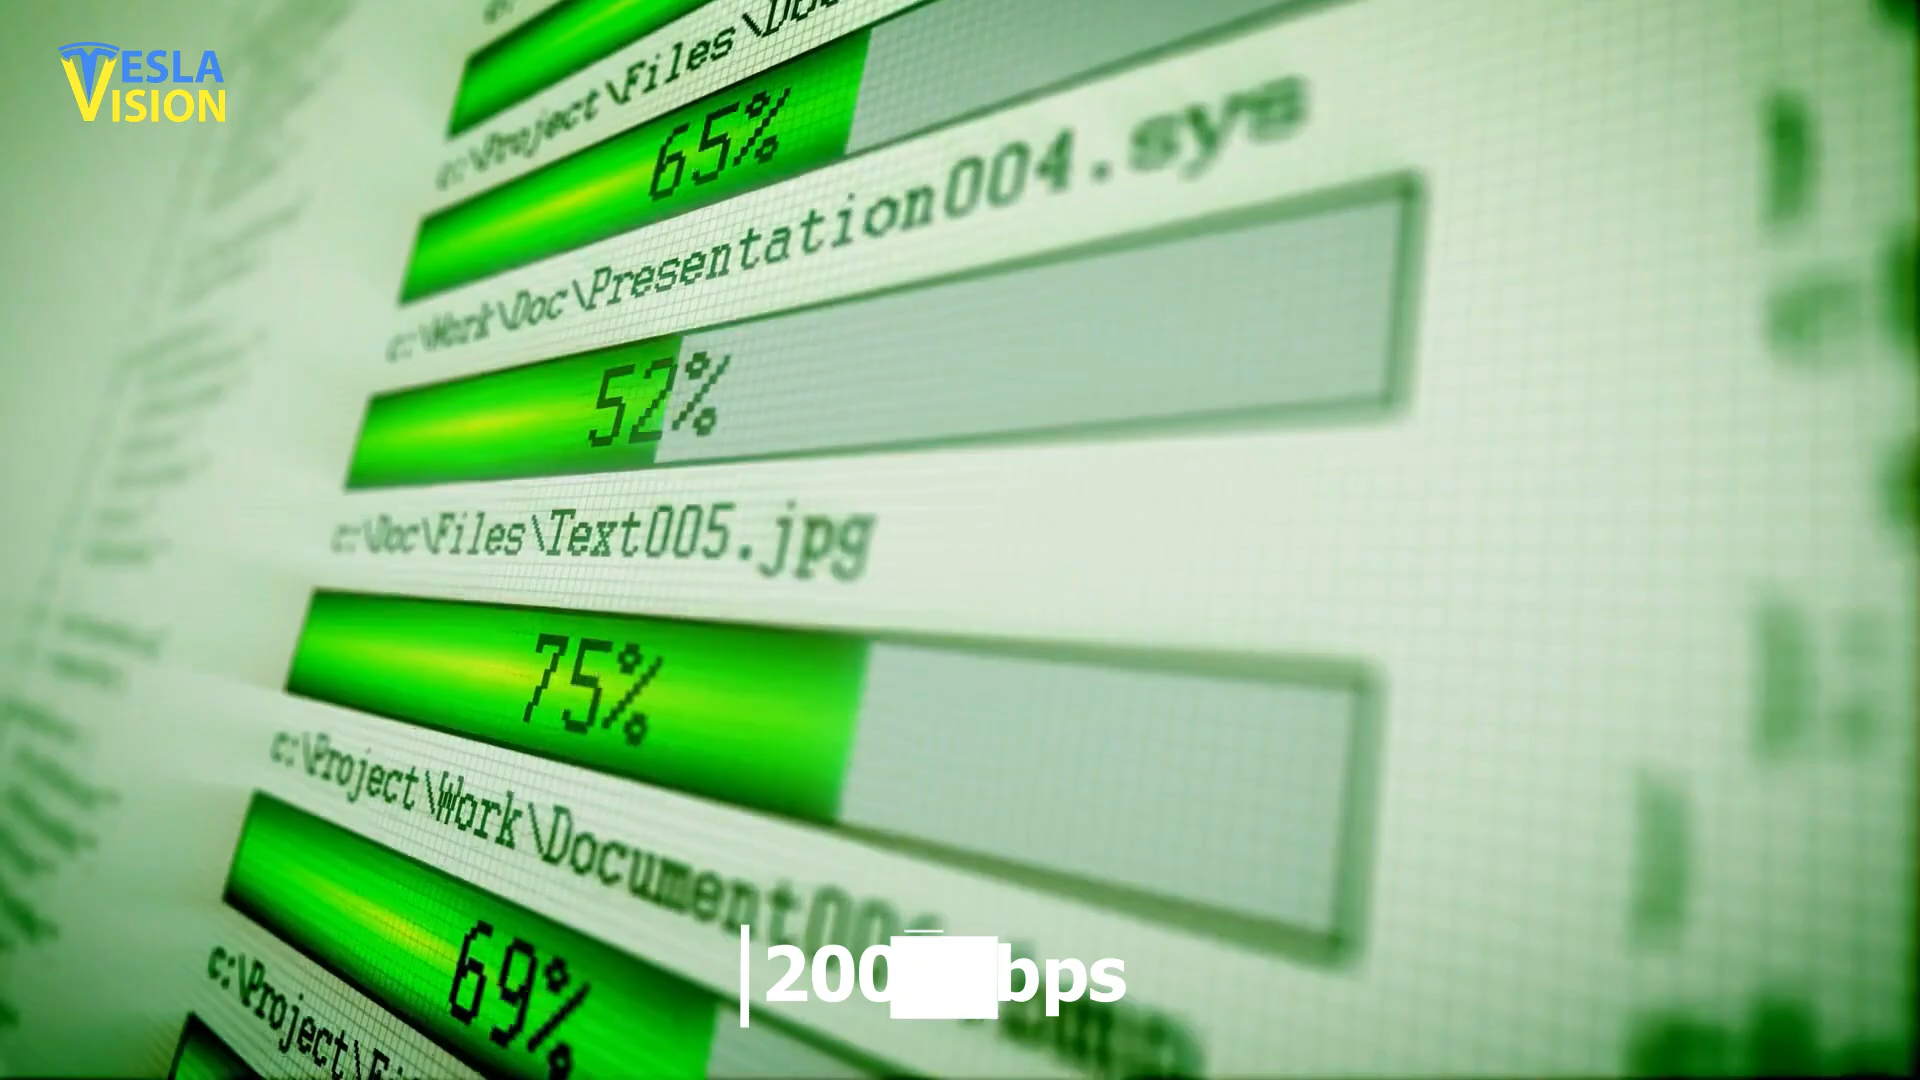 TESLA
VISION
c:\Project\Files\Doc
65%
c:\Work\Doc\Presentation004.sys
52%
c:\Doc\Files\Text005.jpg
75%
c:\Project\Work\Document00
69%
c:\Project\
200 bps